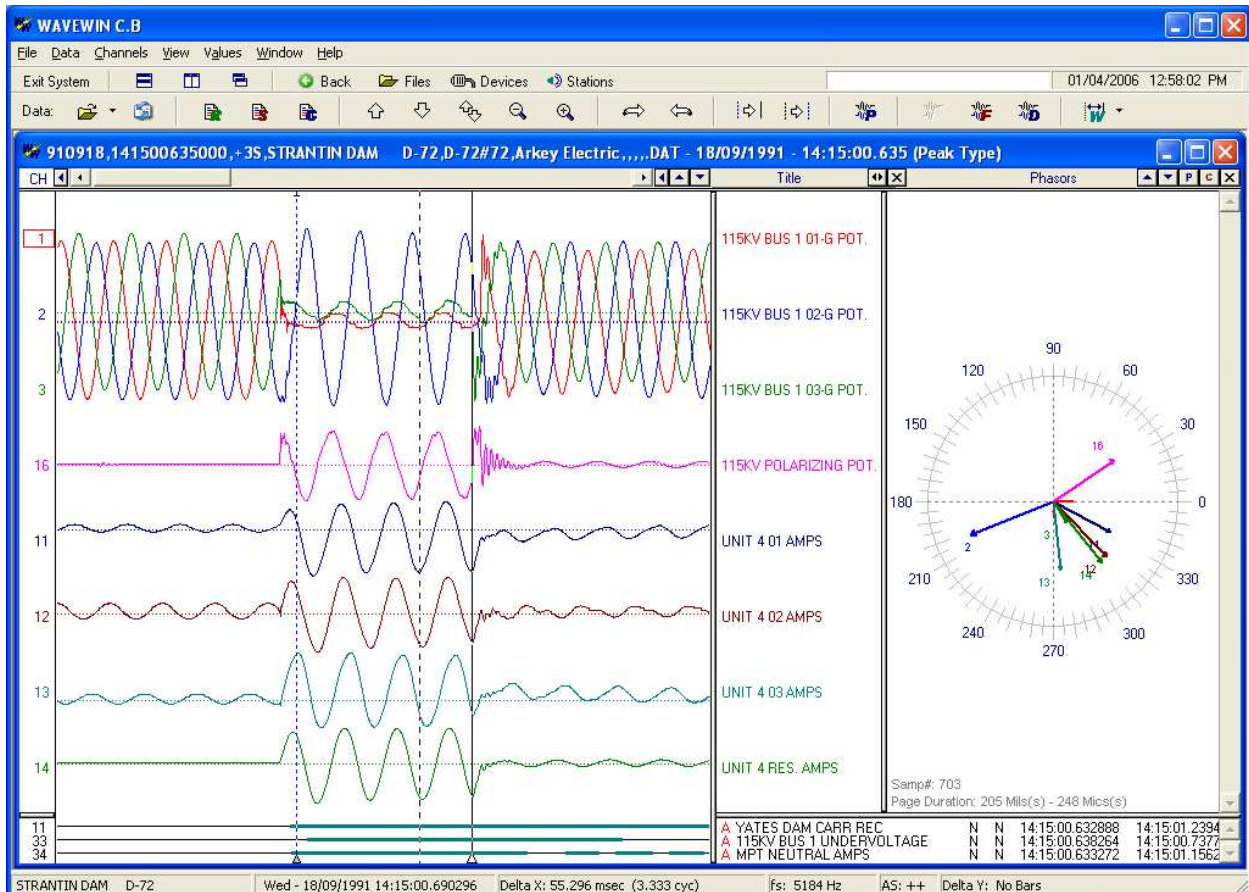 WAVEWIN C.B
File Data Channels View Values Window Help
Exit System Back Files Devices Stations 01/04/2006 12:58:02 PM
Data:
910918,141500635000,+3S,STRANTIN DAM D-72,D-72#72,Arkey Electric,,,,,DAT - 18/09/1991 - 14:15:00.635 (Peak Type)
CH Title Phasors P C X
1 115KV BUS 1 01-G POT.
2 115KV BUS 1 02-G POT.
3 115KV BUS 1 03-G POT.
16 115KV POLARIZING POT.
11 UNIT 4 01 AMPS
12 UNIT 4 02 AMPS
13 UNIT 4 03 AMPS
14 UNIT 4 RES. AMPS
90
120 60
150 30
16
180 0
2 3 11 12
13 14
210 330
240 300
270
Samp#: 703
Page Duration: 205 Mils(s) - 248 Mics(s)
11 A YATES DAM CARR REC N N 14:15:00.632888 14:15:01.2394
33 A 115KV BUS 1 UNDERVOLTAGE N N 14:15:00.638264 14:15:00.7377
34 A MPT NEUTRAL AMPS N N 14:15:00.633272 14:15:01.1562
STRANTIN DAM D-72 Wed - 18/09/1991 14:15:00.690296 Delta X: 55.296 msec (3.333 cyc) fs: 5184 Hz AS: ++ Delta Y: No Bars